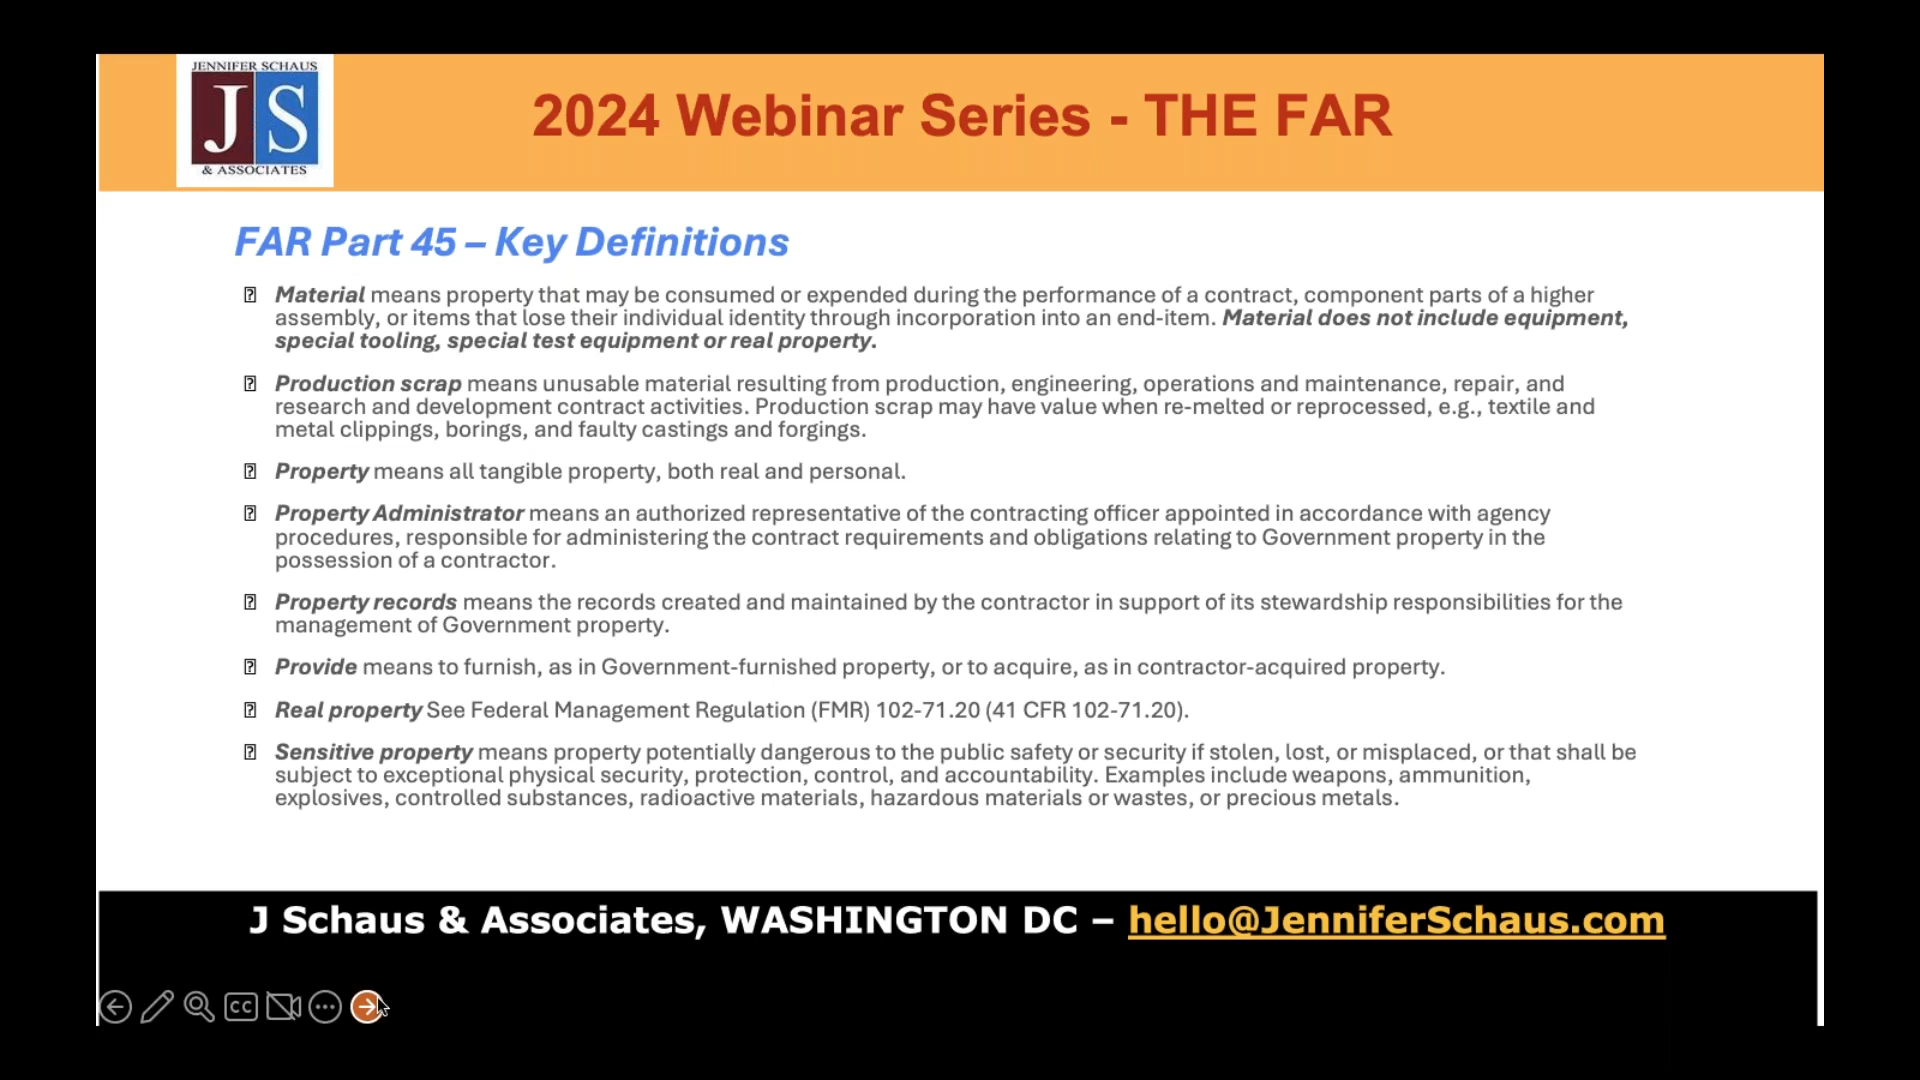 JENNIFER SCHAUS
JS
& ASSOCIATES
2024 Webinar Series - THE FAR
FAR Part 45 – Key Definitions
Material means property that may be consumed or expended during the performance of a contract, component parts of a higher
assembly, or items that lose their individual identity through incorporation into an end-item. Material does not include equipment,
special tooling, special test equipment or real property.
Production scrap means unusable material resulting from production, engineering, operations and maintenance, repair, and
research and development contract activities. Production scrap may have value when re-melted or reprocessed, e.g., textile and
metal clippings, borings, and faulty castings and forgings.
Property means all tangible property, both real and personal.
Property Administrator means an authorized representative of the contracting officer appointed in accordance with agency
procedures, responsible for administering the contract requirements and obligations relating to Government property in the
possession of a contractor.
Property records means the records created and maintained by the contractor in support of its stewardship responsibilities for the
management of Government property.
Provide means to furnish, as in Government-furnished property, or to acquire, as in contractor-acquired property.
Real property See Federal Management Regulation (FMR) 102-71.20 (41 CFR 102-71.20).
Sensitive property means property potentially dangerous to the public safety or security if stolen, lost, or misplaced, or that shall be
subject to exceptional physical security, protection, control, and accountability. Examples include weapons, ammunition,
explosives, controlled substances, radioactive materials, hazardous materials or wastes, or precious metals.
J Schaus & Associates, WASHINGTON DC – hello@JenniferSchaus.com
CC